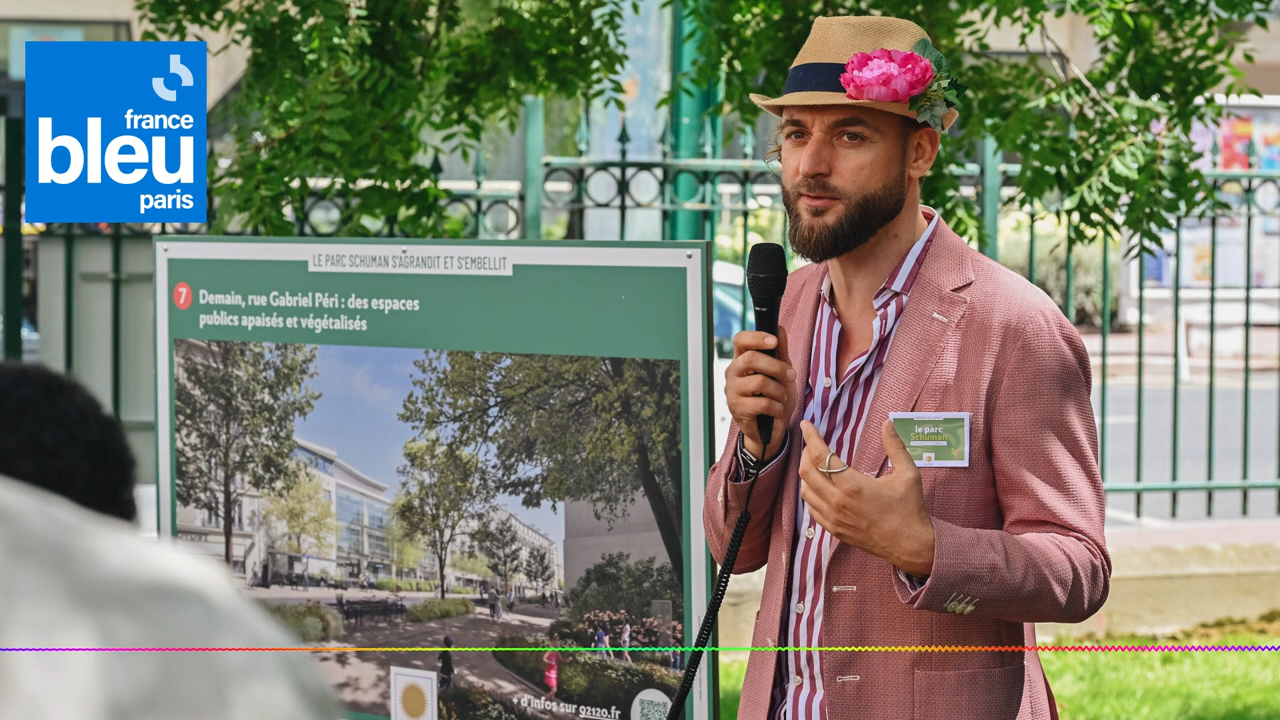 france
bleu
paris
LE PARC SCHUMAN S'AGRANDIT ET S'EMBELLIT
7
Demain, rue Gabriel Péri : des espaces
publics apaisés et végétalisés
le parc
Schuman
+ d'infos sur 92120.fr